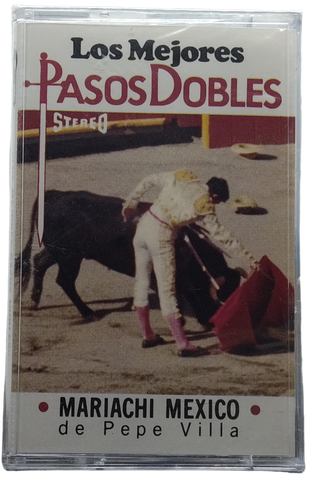 Los Mejores
PASOS DOBLES
STEREO
• MARIACHI MEXICO •
de Pepe Villa